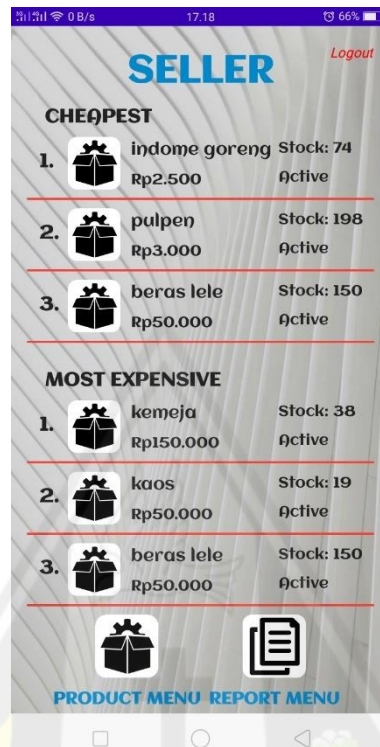 0 B/s 17.18 66%
Logout
SELLER
CHEAPEST
1. indome goreng Stock: 74
Rp2.500 Active
2. pulpen Stock: 198
Rp3.000 Active
3. beras lele Stock: 150
Rp50.000 Active
MOST EXPENSIVE
1. kemeja Stock: 38
Rp150.000 Active
2. kaos Stock: 19
Rp50.000 Active
3. beras lele Stock: 150
Rp50.000 Active
PRODUCT MENU REPORT MENU